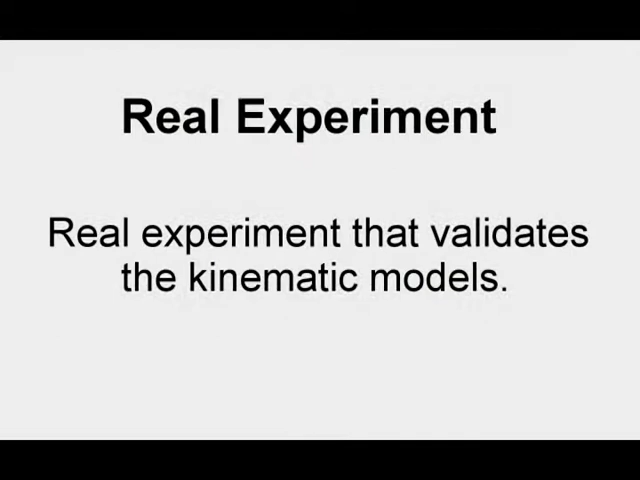 Real Experiment
Real experiment that validates
the kinematic models.